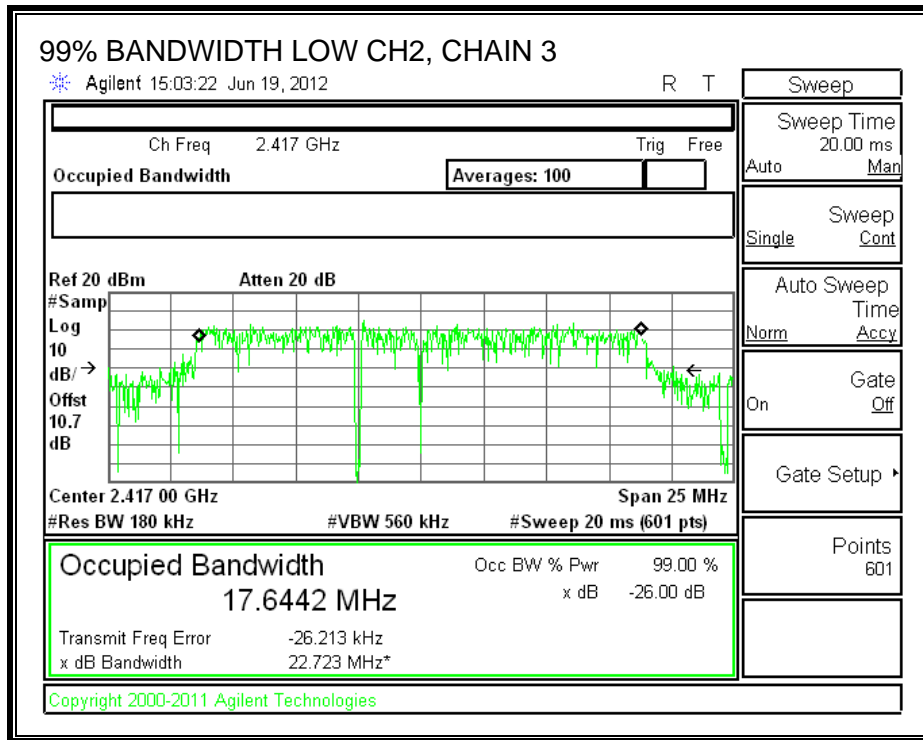 99% BANDWIDTH LOW CH2, CHAIN 3
Agilent 15:03:22 Jun 19, 2012 R T
Ch Freq 2.417 GHz Trig Free
Occupied Bandwidth Averages: 100
Ref 20 dBm Atten 20 dB
#Samp
Log
10
dB/
Offst
10.7
dB
Center 2.417 00 GHz Span 25 MHz
#Res BW 180 kHz #VBW 560 kHz #Sweep 20 ms (601 pts)
Occupied Bandwidth Occ BW % Pwr 99.00 %
17.6442 MHz x dB -26.00 dB
Transmit Freq Error -26.213 kHz
x dB Bandwidth 22.723 MHz*
Copyright 2000-2011 Agilent Technologies
Sweep
Sweep Time
20.00 ms
Auto Man
Sweep
Single Cont
Auto Sweep
Time
Norm Accy
Gate
On Off
Gate Setup
Points
601